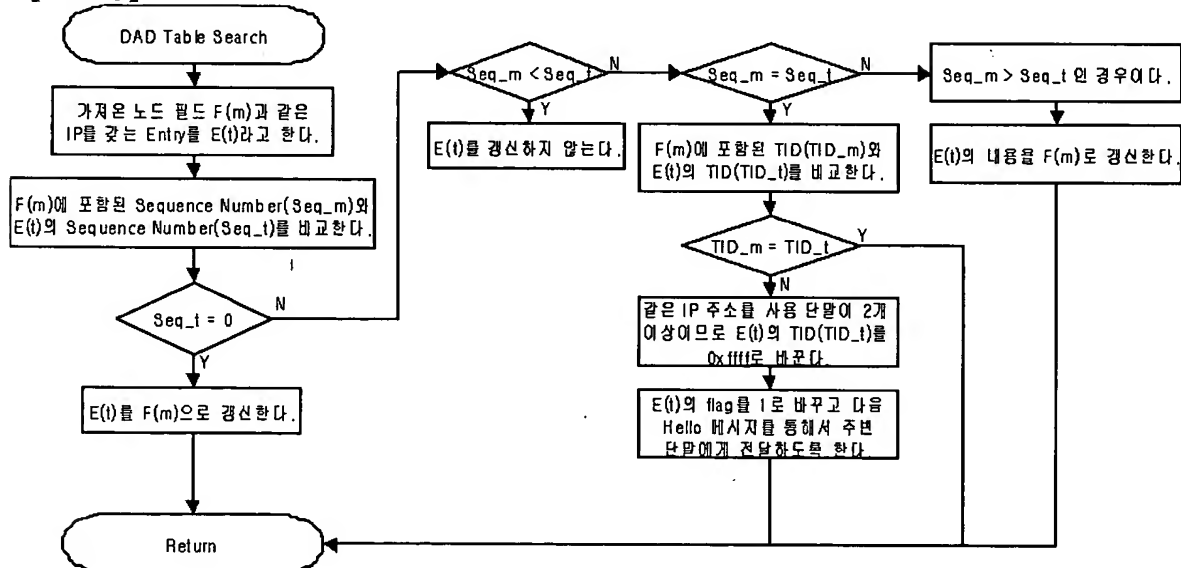 DAD Table Search
가져온 노드 필드 F(m)과 같은
IP를 갖는 Entry를 E(t)라고 한다.
F(m)에 포함된 Sequence Number(Seq_m)와
E(t)의 Sequence Number(Seq_t)를 비교한다.
Seq_t = 0
N
Y
E(t)를 F(m)으로 갱신한다.
Return
Seq_m < Seq_t
N
Y
E(t)를 갱신하지 않는다.
Seq_m = Seq_t
N
Y
F(m)에 포함된 TID(TID_m)와
E(t)의 TID(TID_t)를 비교한다.
TID_m = TID_t
Y
N
같은 IP 주소를 사용 단말이 2개
이상이므로 E(t)의 TID(TID_t)를
0xffff로 바꾼다.
E(t)의 flag를 1로 바꾸고 다음
Hello 메시지를 통해서 주변
단말에게 전달하도록 한다.
Seq_m > Seq_t 인 경우이다.
E(t)의 내용을 F(m)로 갱신한다.